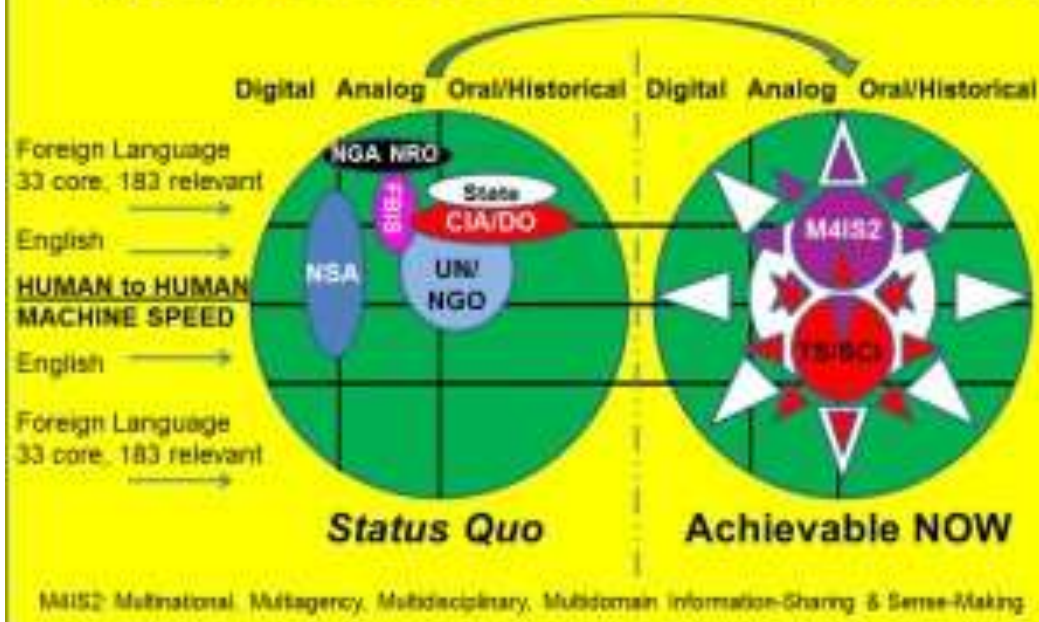 Digital Analog Oral/Historical Digital Analog Oral/Historical
Foreign Language
33 core, 183 relevant
English
HUMAN to HUMAN
MACHINE SPEED
English
Foreign Language
33 core, 183 relevant
NGA NRO
State
FBIS
CIA/DO
NSA
UN/
NGO
M4IS2
TS/SCI
Status Quo
Achievable NOW
M4IS2: Multinational, Multiagency, Multidisciplinary, Multidomain Information-Sharing & Sense-Making